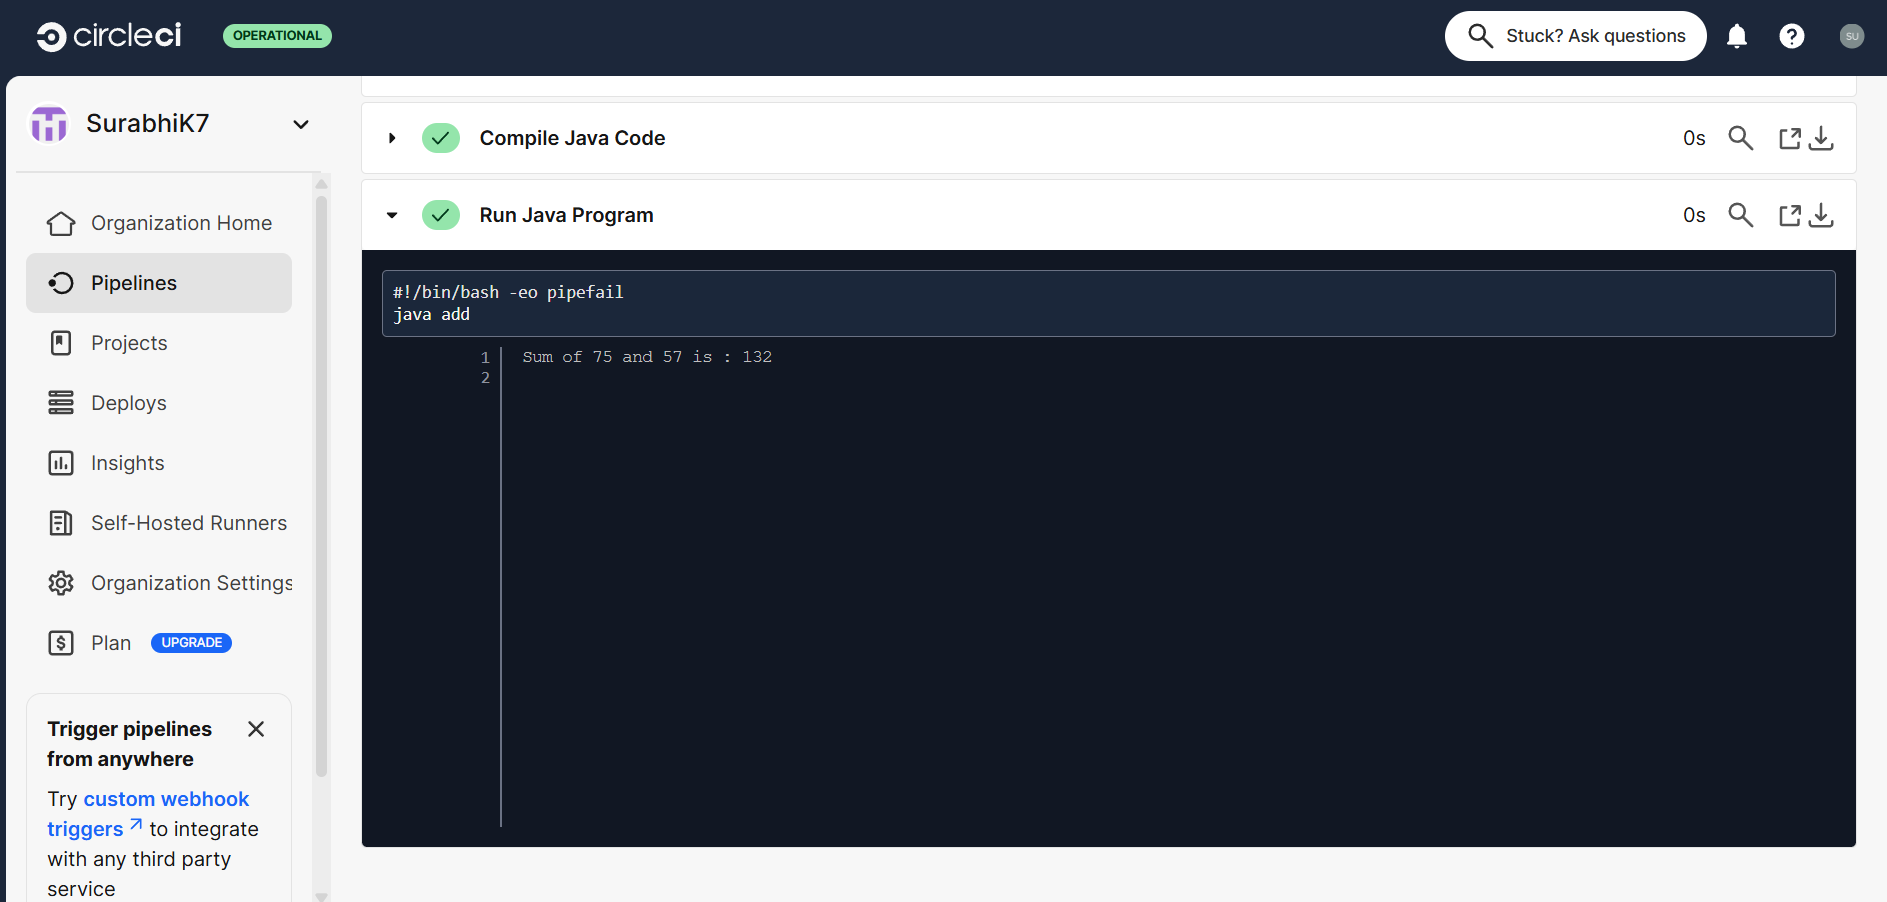 circleci
OPERATIONAL
Stuck? Ask questions
SU
SurabhiK7
Organization Home
Pipelines
Projects
Deploys
Insights
Self-Hosted Runners
Organization Settings
Plan UPGRADE
Trigger pipelines
from anywhere
Try custom webhook
triggers to integrate
with any third party
service
Compile Java Code 0s
Run Java Program 0s
#!/bin/bash -eo pipefail
java add
1 Sum of 75 and 57 is : 132
2